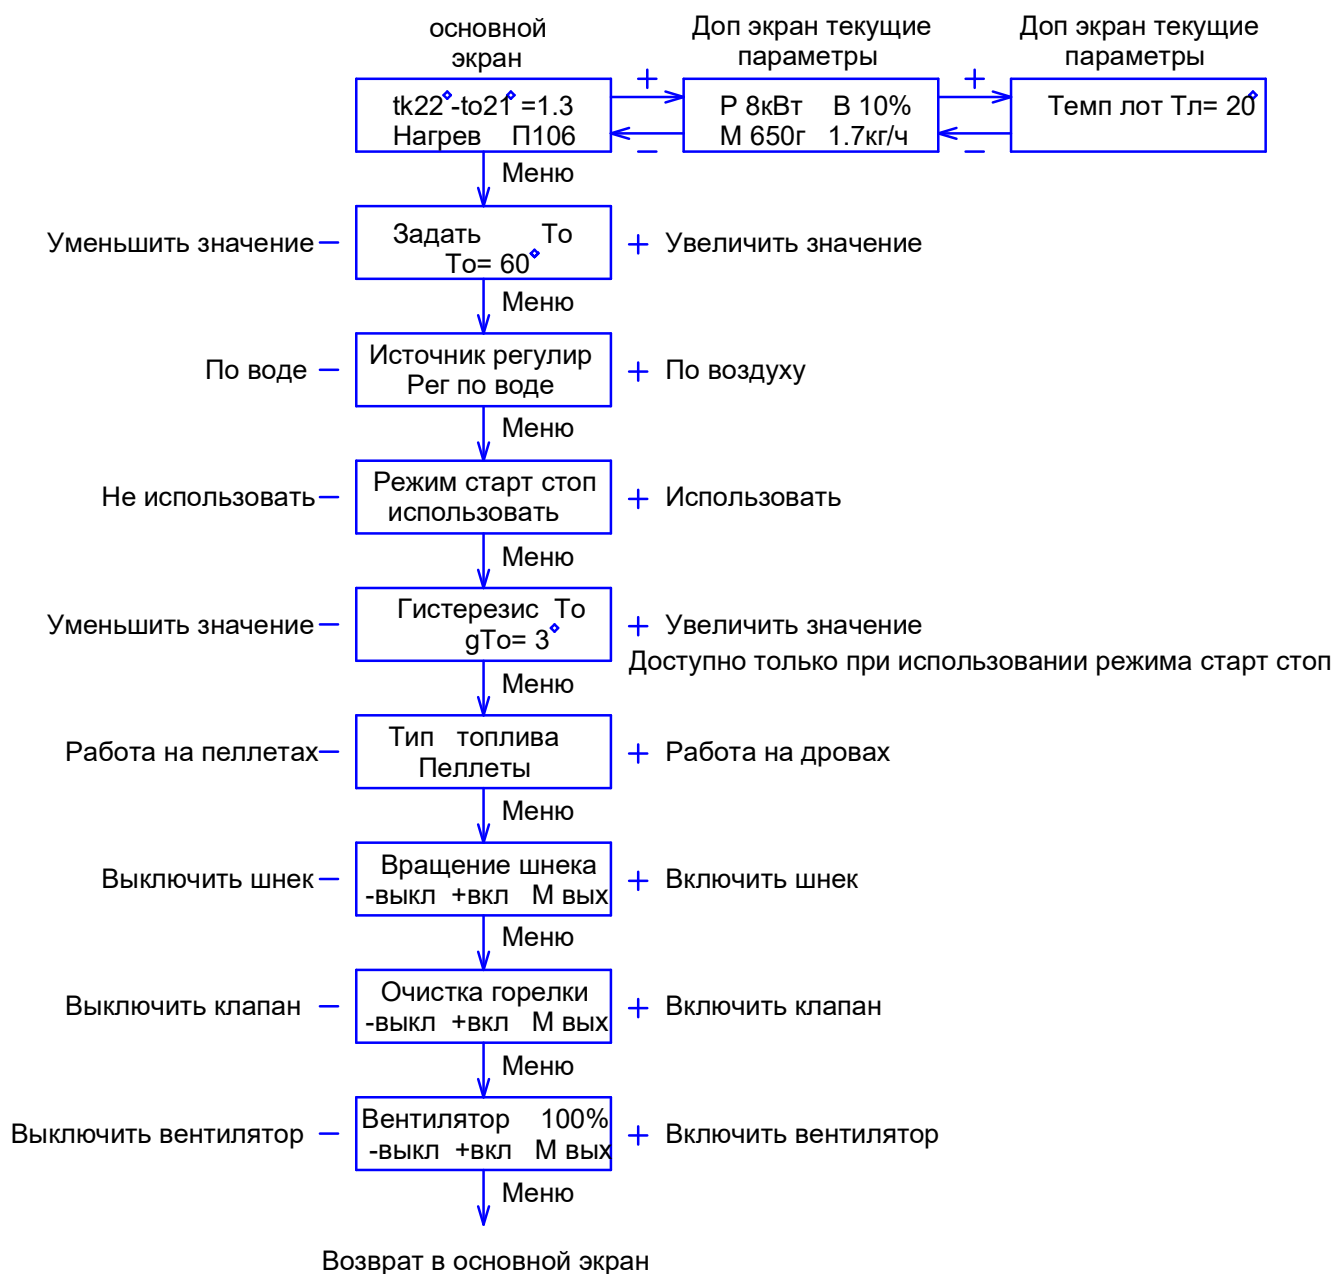 основной
экран
Доп экран текущие
параметры
Доп экран текущие
параметры
tk22°-to21°=1.3
Нагрев П106
+
−
P 8кВт В 10%
М 650г 1.7кг/ч
+
−
Темп лот Тл= 20°
Меню
Уменьшить значение −
Задать То
То= 60°
+ Увеличить значение
Меню
По воде −
Источник регулир
Рег по воде
+ По воздуху
Меню
Не использовать −
Режим старт стоп
использовать
+ Использовать
Меню
Уменьшить значение −
Гистерезис То
gTo= 3°
+ Увеличить значение
Доступно только при использовании режима старт стоп
Меню
Работа на пеллетах −
Тип топлива
Пеллеты
+ Работа на дровах
Меню
Выключить шнек −
Вращение шнека
-выкл +вкл М вых
+ Включить шнек
Меню
Выключить клапан −
Очистка горелки
-выкл +вкл М вых
+ Включить клапан
Меню
Выключить вентилятор −
Вентилятор 100%
-выкл +вкл М вых
+ Включить вентилятор
Меню
Возврат в основной экран